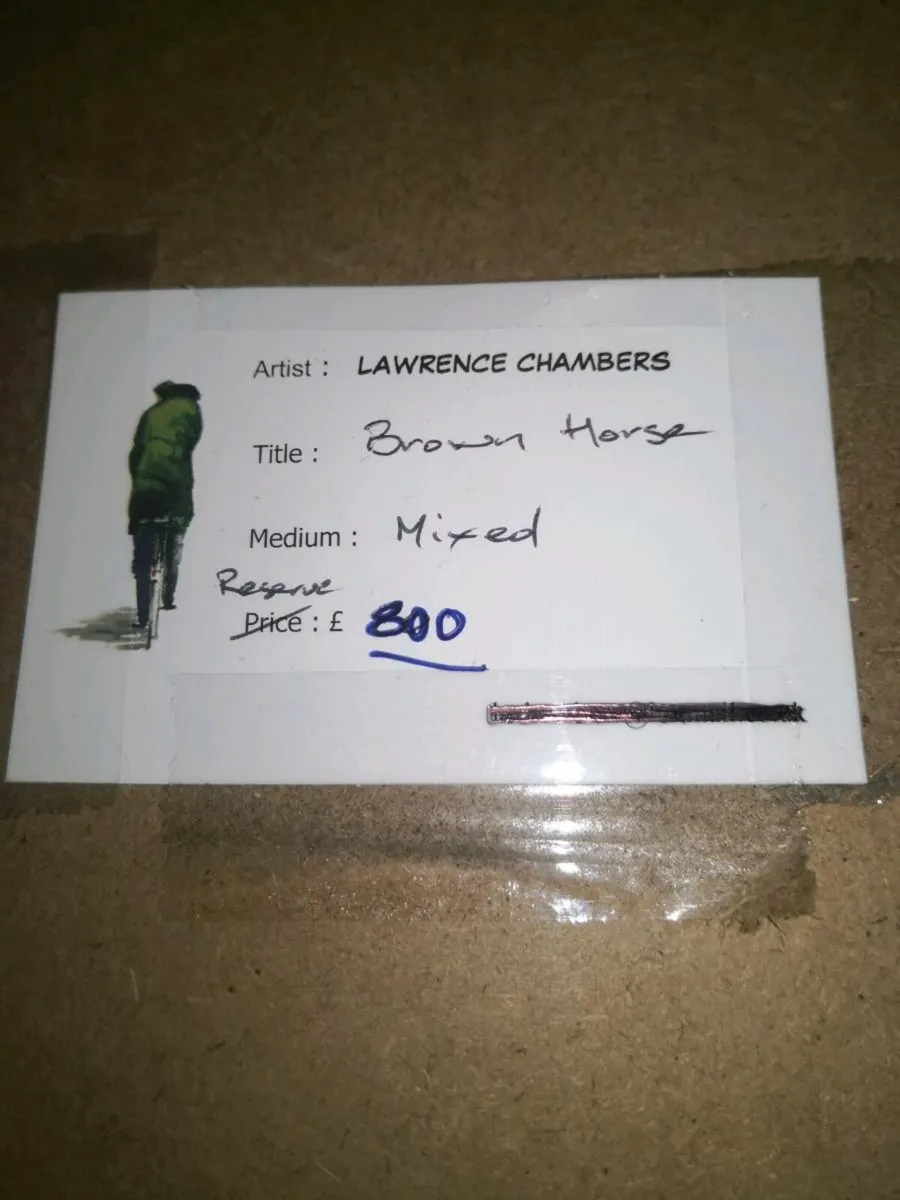 Artist : LAWRENCE CHAMBERS
Title : Brown Horse
Medium : Mixed
Reserve
Price : £ 800